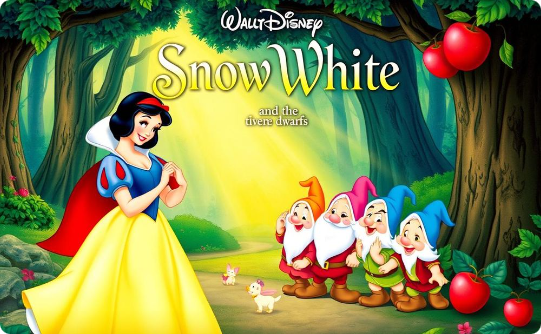 Walt Disney
Snow White
and the
tivere dwarfs